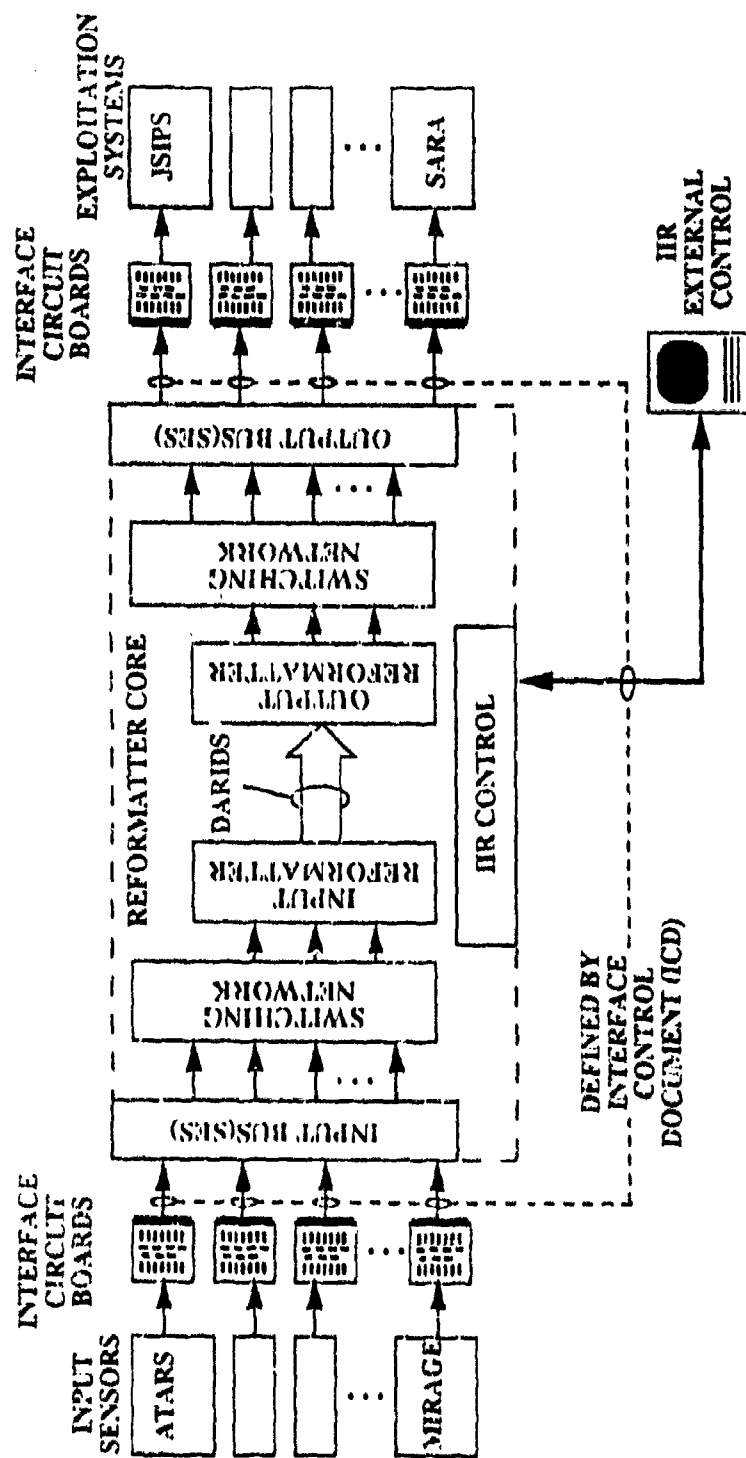 INPUT
SENSORS
ATARS
MIRAGE
INTERFACE
CIRCUIT
BOARDS
INPUT BUS(SES)
SWITCHING
NETWORK
REFORMATTER CORE
INPUT
REFORMATTER
DARIDS
OUTPUT
REFORMATTER
SWITCHING
NETWORK
OUTPUT BUS(SES)
IIR CONTROL
DEFINED BY
INTERFACE
CONTROL
DOCUMENT (ICD)
INTERFACE
CIRCUIT
BOARDS
EXPLOITATION
SYSTEMS
JSIPS
SARA
IIR
EXTERNAL
CONTROL